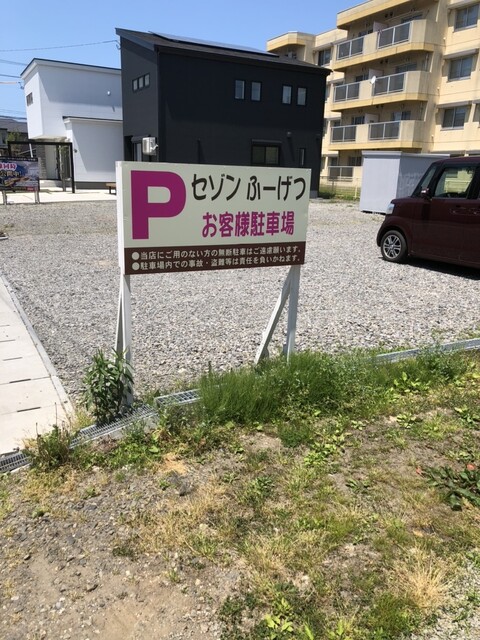 P セゾン ふーげつ
お客様駐車場
●当店にご用のない方の無断駐車はご遠慮願います。
●駐車場内での事故・盗難等は責任を負いかねます。